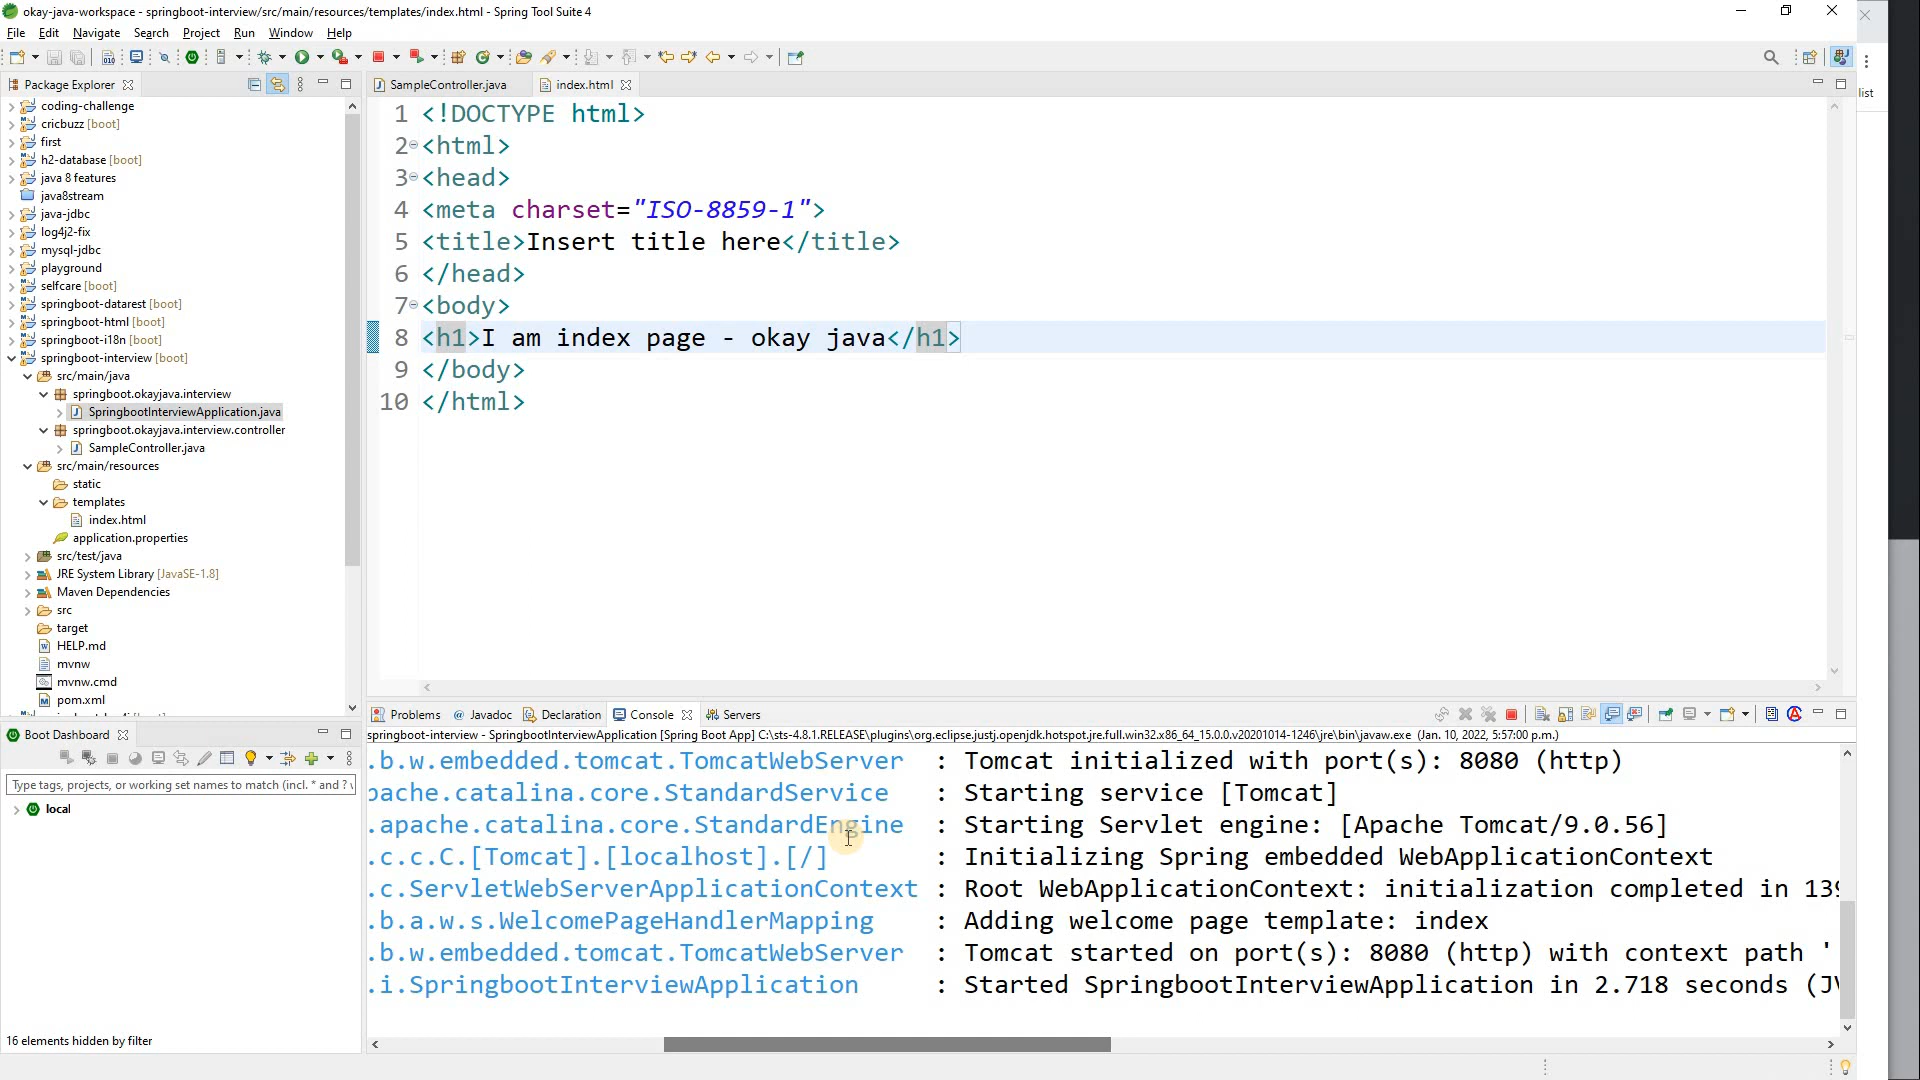 okay-java-workspace - springboot-interview/src/main/resources/templates/index.html - Spring Tool Suite 4
File Edit Navigate Search Project Run Window Help
Package Explorer
coding-challenge
cricbuzz [boot]
first
h2-database [boot]
java 8 features
java8stream
java-jdbc
log4j2-fix
mysql-jdbc
playground
selfcare [boot]
springboot-datarest [boot]
springboot-html [boot]
springboot-i18n [boot]
springboot-interview [boot]
src/main/java
springboot.okayjava.interview
SpringbootInterviewApplication.java
springboot.okayjava.interview.controller
SampleController.java
src/main/resources
static
templates
index.html
application.properties
src/test/java
JRE System Library [JavaSE-1.8]
Maven Dependencies
src
target
HELP.md
mvnw
mvnw.cmd
pom.xml
Boot Dashboard
Type tags, projects, or working set names to match (incl. * and ? \
local
16 elements hidden by filter
SampleController.java index.html
list
1 <!DOCTYPE html>
2 <html>
3 <head>
4 <meta charset="ISO-8859-1">
5 <title>Insert title here</title>
6 </head>
7 <body>
8 <h1>I am index page - okay java</h1>
9 </body>
10 </html>
Problems @ Javadoc Declaration Console Servers
springboot-interview - SpringbootInterviewApplication [Spring Boot App] C:\sts-4.8.1.RELEASE\plugins\org.eclipse.justj.openjdk.hotspot.jre.full.win32.x86_64_15.0.0.v20201014-1246\jre\bin\javaw.exe (Jan. 10, 2022, 5:57:00 p.m.)
.b.w.embedded.tomcat.TomcatWebServer : Tomcat initialized with port(s): 8080 (http)
pache.catalina.core.StandardService : Starting service [Tomcat]
.apache.catalina.core.StandardEngine : Starting Servlet engine: [Apache Tomcat/9.0.56]
.c.c.C.[Tomcat].[localhost].[/] : Initializing Spring embedded WebApplicationContext
.c.ServletWebServerApplicationContext : Root WebApplicationContext: initialization completed in 139
.b.a.w.s.WelcomePageHandlerMapping : Adding welcome page template: index
.b.w.embedded.tomcat.TomcatWebServer : Tomcat started on port(s): 8080 (http) with context path '
.i.SpringbootInterviewApplication : Started SpringbootInterviewApplication in 2.718 seconds (JV